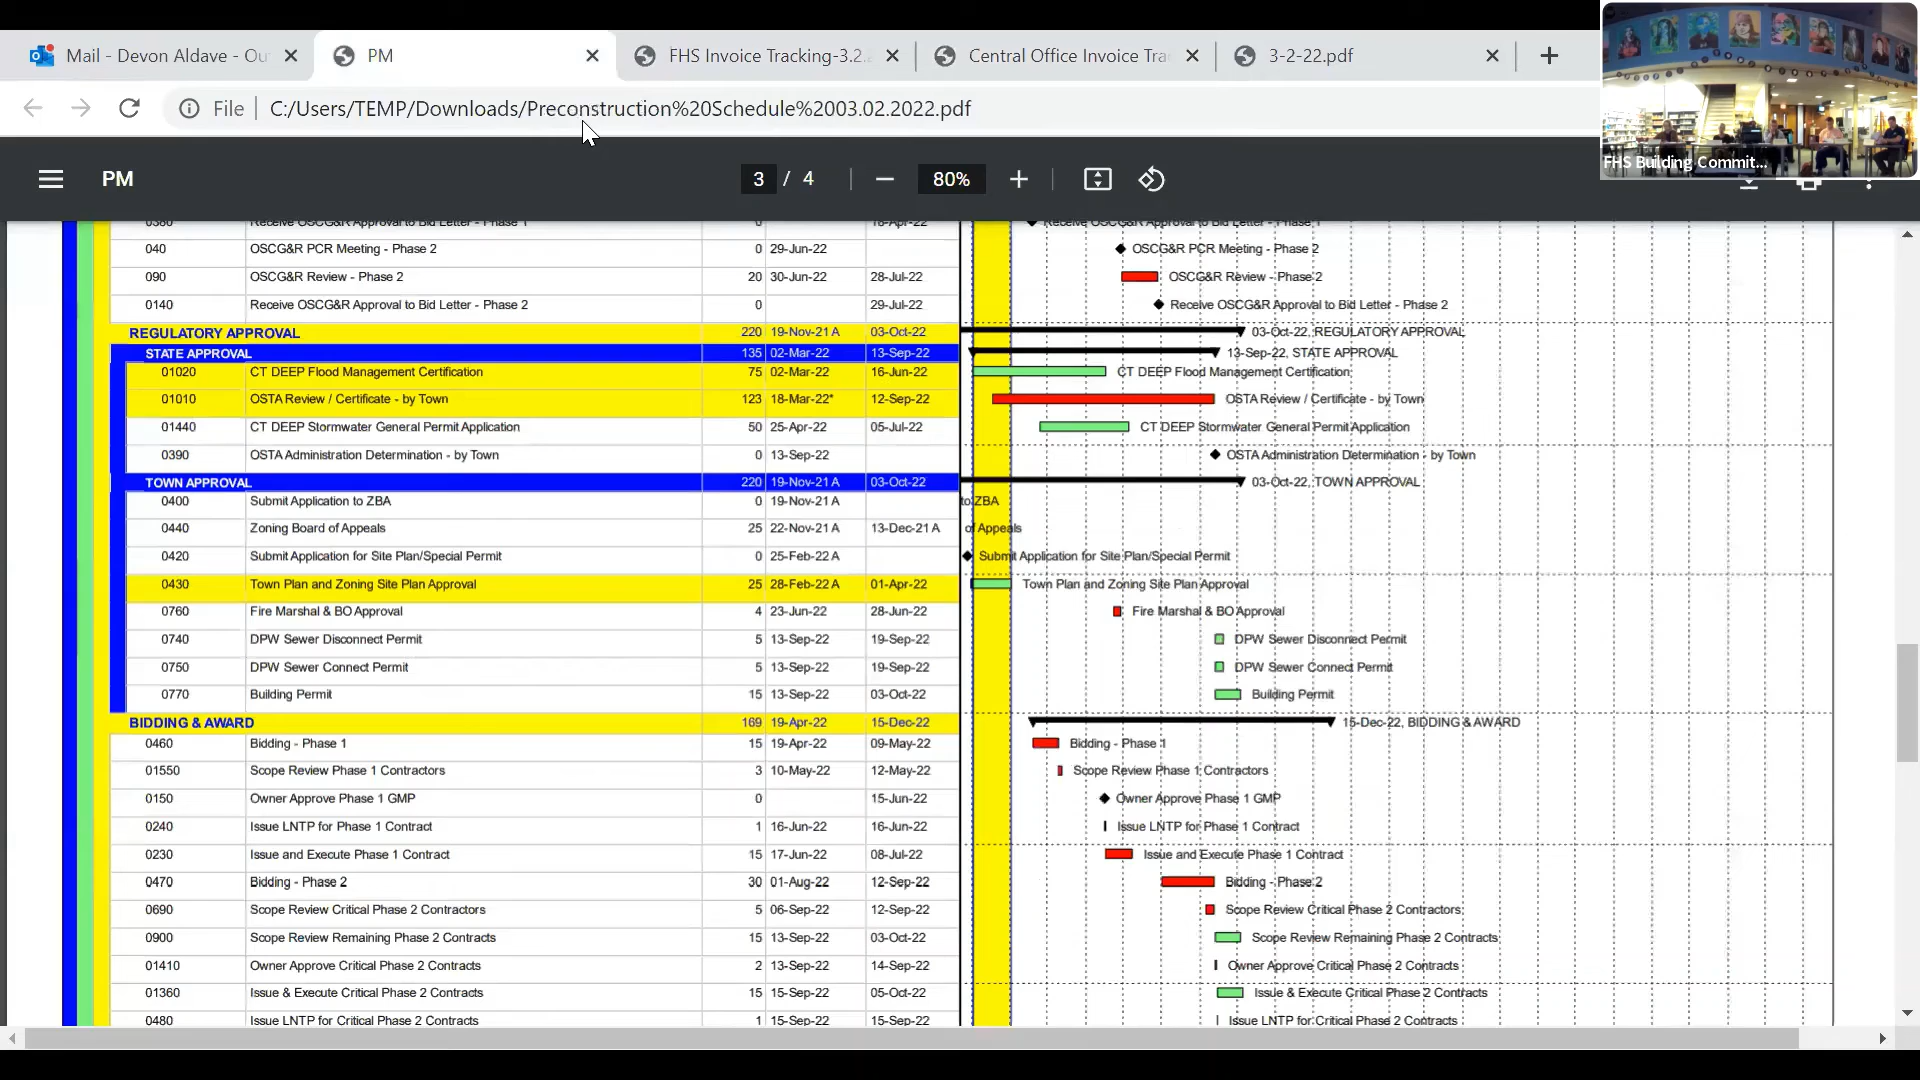 Mail - Devon Aldave - Ou
PM
FHS Invoice Tracking-3.2.
Central Office Invoice Tra
3-2-22.pdf
File C:/Users/TEMP/Downloads/Preconstruction%20Schedule%2003.02.2022.pdf
FHS Building Commit...
PM 3 / 4 80%
0380 Receive OSCG&R Approval to Bid Letter - Phase 1 0 18-Apr-22 Receive OSCG&R Approval to Bid Letter - Phase 1
040 OSCG&R PCR Meeting - Phase 2 0 29-Jun-22 OSCG&R PCR Meeting - Phase 2
090 OSCG&R Review - Phase 2 20 30-Jun-22 28-Jul-22 OSCG&R Review - Phase 2
0140 Receive OSCG&R Approval to Bid Letter - Phase 2 0 29-Jul-22 Receive OSCG&R Approval to Bid Letter - Phase 2
REGULATORY APPROVAL 220 19-Nov-21 A 03-Oct-22 03-Oct-22, REGULATORY APPROVAL
STATE APPROVAL 135 02-Mar-22 13-Sep-22 13-Sep-22, STATE APPROVAL
01020 CT DEEP Flood Management Certification 75 02-Mar-22 16-Jun-22 CT DEEP Flood Management Certification
01010 OSTA Review / Certificate - by Town 123 18-Mar-22* 12-Sep-22 OSTA Review / Certificate - by Town
01440 CT DEEP Stormwater General Permit Application 50 25-Apr-22 05-Jul-22 CT DEEP Stormwater General Permit Application
0390 OSTA Administration Determination - by Town 0 13-Sep-22 OSTA Administration Determination - by Town
TOWN APPROVAL 220 19-Nov-21 A 03-Oct-22 03-Oct-22, TOWN APPROVAL
0400 Submit Application to ZBA 0 19-Nov-21 A to ZBA
0440 Zoning Board of Appeals 25 22-Nov-21 A 13-Dec-21 A of Appeals
0420 Submit Application for Site Plan/Special Permit 0 25-Feb-22 A Submit Application for Site Plan/Special Permit
0430 Town Plan and Zoning Site Plan Approval 25 28-Feb-22 A 01-Apr-22 Town Plan and Zoning Site Plan Approval
0760 Fire Marshal & BO Approval 4 23-Jun-22 28-Jun-22 Fire Marshal & BO Approval
0740 DPW Sewer Disconnect Permit 5 13-Sep-22 19-Sep-22 DPW Sewer Disconnect Permit
0750 DPW Sewer Connect Permit 5 13-Sep-22 19-Sep-22 DPW Sewer Connect Permit
0770 Building Permit 15 13-Sep-22 03-Oct-22 Building Permit
BIDDING & AWARD 169 19-Apr-22 15-Dec-22 15-Dec-22, BIDDING & AWARD
0460 Bidding - Phase 1 15 19-Apr-22 09-May-22 Bidding - Phase 1
01550 Scope Review Phase 1 Contractors 3 10-May-22 12-May-22 Scope Review Phase 1 Contractors
0150 Owner Approve Phase 1 GMP 0 15-Jun-22 Owner Approve Phase 1 GMP
0240 Issue LNTP for Phase 1 Contract 1 16-Jun-22 16-Jun-22 Issue LNTP for Phase 1 Contract
0230 Issue and Execute Phase 1 Contract 15 17-Jun-22 08-Jul-22 Issue and Execute Phase 1 Contract
0470 Bidding - Phase 2 30 01-Aug-22 12-Sep-22 Bidding - Phase 2
0690 Scope Review Critical Phase 2 Contractors 5 06-Sep-22 12-Sep-22 Scope Review Critical Phase 2 Contractors
0900 Scope Review Remaining Phase 2 Contracts 15 13-Sep-22 03-Oct-22 Scope Review Remaining Phase 2 Contracts
01410 Owner Approve Critical Phase 2 Contracts 2 13-Sep-22 14-Sep-22 Owner Approve Critical Phase 2 Contracts
01360 Issue & Execute Critical Phase 2 Contracts 15 15-Sep-22 05-Oct-22 Issue & Execute Critical Phase 2 Contracts
0480 Issue LNTP for Critical Phase 2 Contracts 1 15-Sep-22 15-Sep-22 Issue LNTP for Critical Phase 2 Contracts